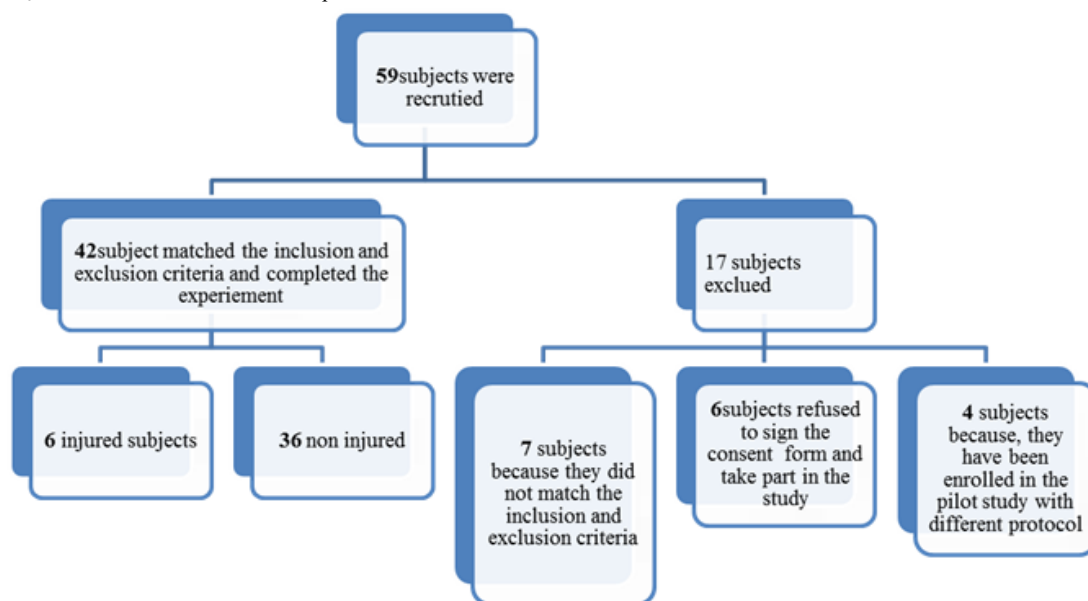 59subjects were
recrutied
42subject matched the inclusion and
exclusion criteria and completed the
experiement
17 subjects
exclued
6 injured subjects
36 non injured
7 subjects
because they did
not match the
inclusion and
exclusion criteria
6subjects refused
to sign the
consent form and
take part in the
study
4 subjects
because, they
have been
enrolled in the
pilot study with
different protocol